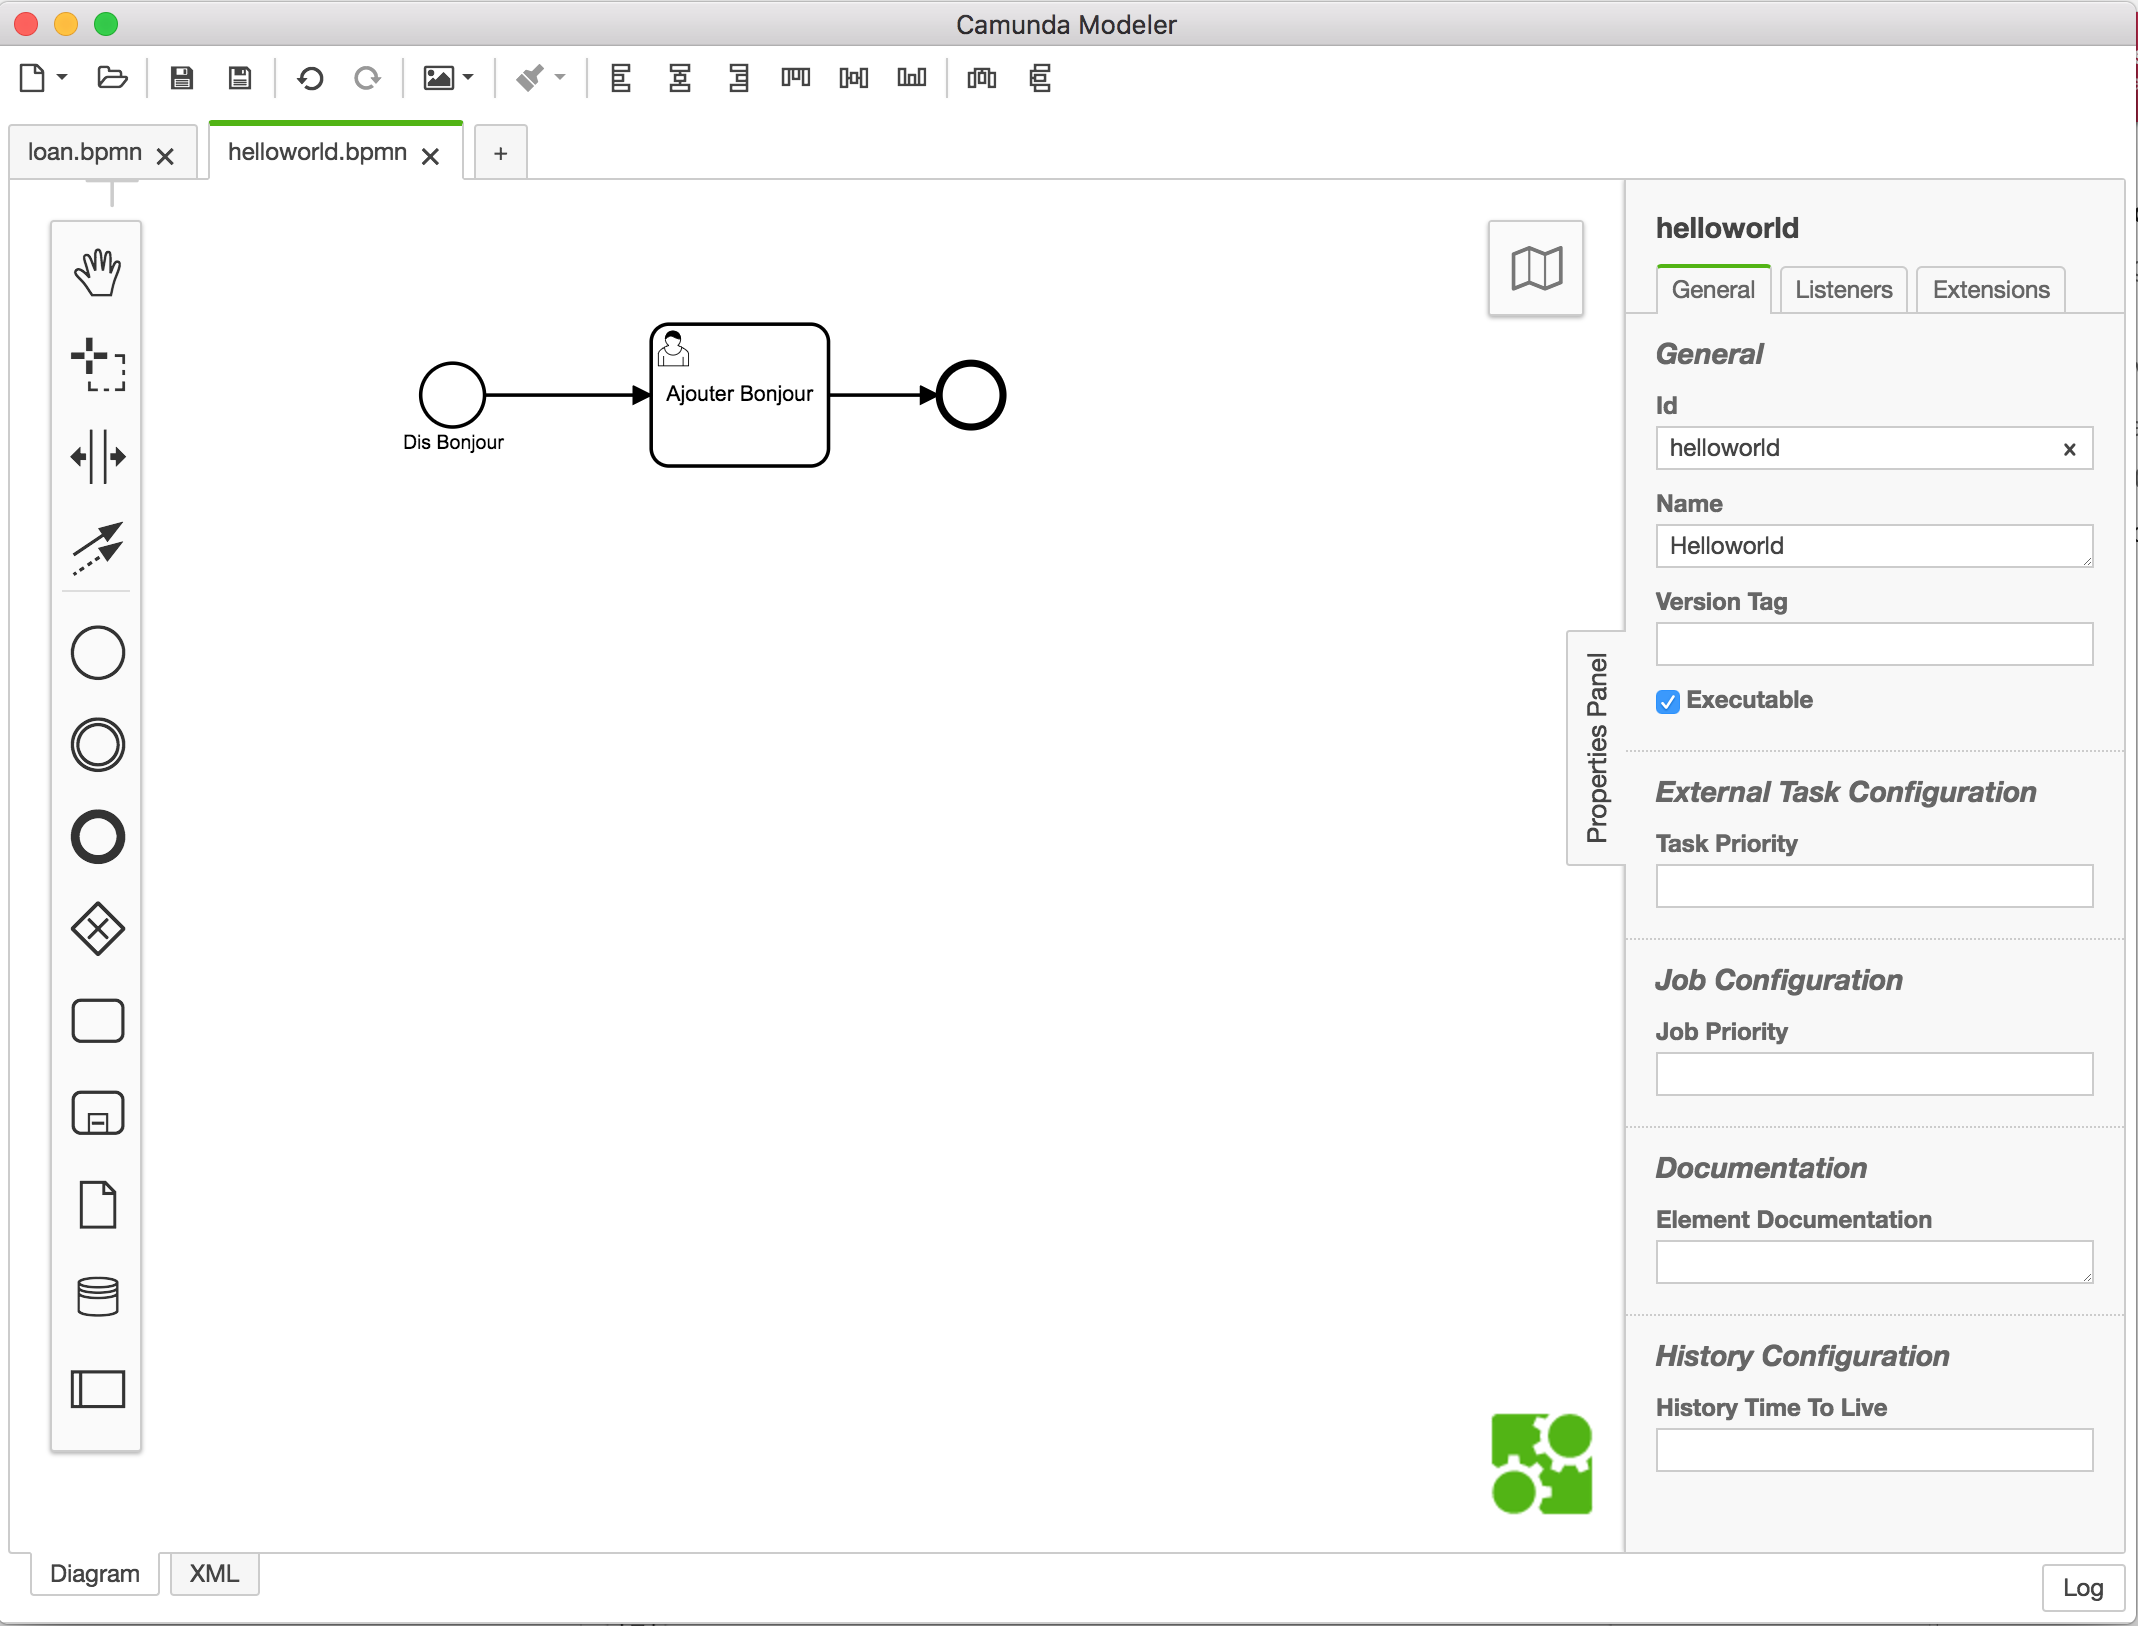 Camunda Modeler
loan.bpmn
helloworld.bpmn
+
Dis Bonjour
Ajouter Bonjour
Properties Panel
helloworld
General Listeners Extensions
General
Id
helloworld
Name
Helloworld
Version Tag
Executable
External Task Configuration
Task Priority
Job Configuration
Job Priority
Documentation
Element Documentation
History Configuration
History Time To Live
Diagram XML
Log